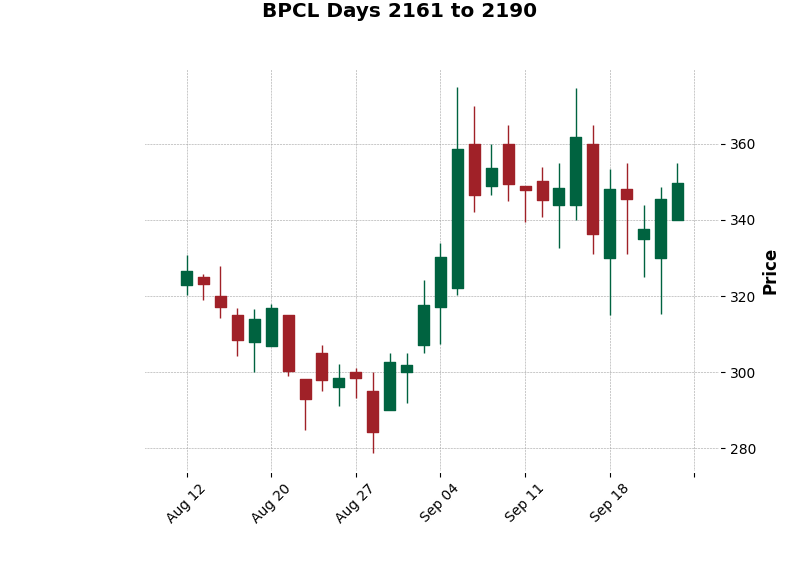 BPCL Days 2161 to 2190
360
340
320
300
280
Price
Aug 12
Aug 20
Aug 27
Sep 04
Sep 11
Sep 18